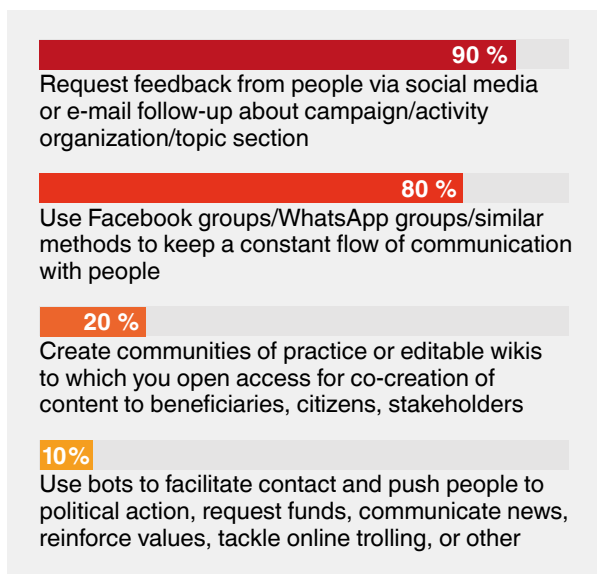 90 %
Request feedback from people via social media
or e-mail follow-up about campaign/activity
organization/topic section
80 %
Use Facebook groups/WhatsApp groups/similar
methods to keep a constant flow of communication
with people
20 %
Create communities of practice or editable wikis
to which you open access for co-creation of
content to beneficiaries, citizens, stakeholders
10%
Use bots to facilitate contact and push people to
political action, request funds, communicate news,
reinforce values, tackle online trolling, or other